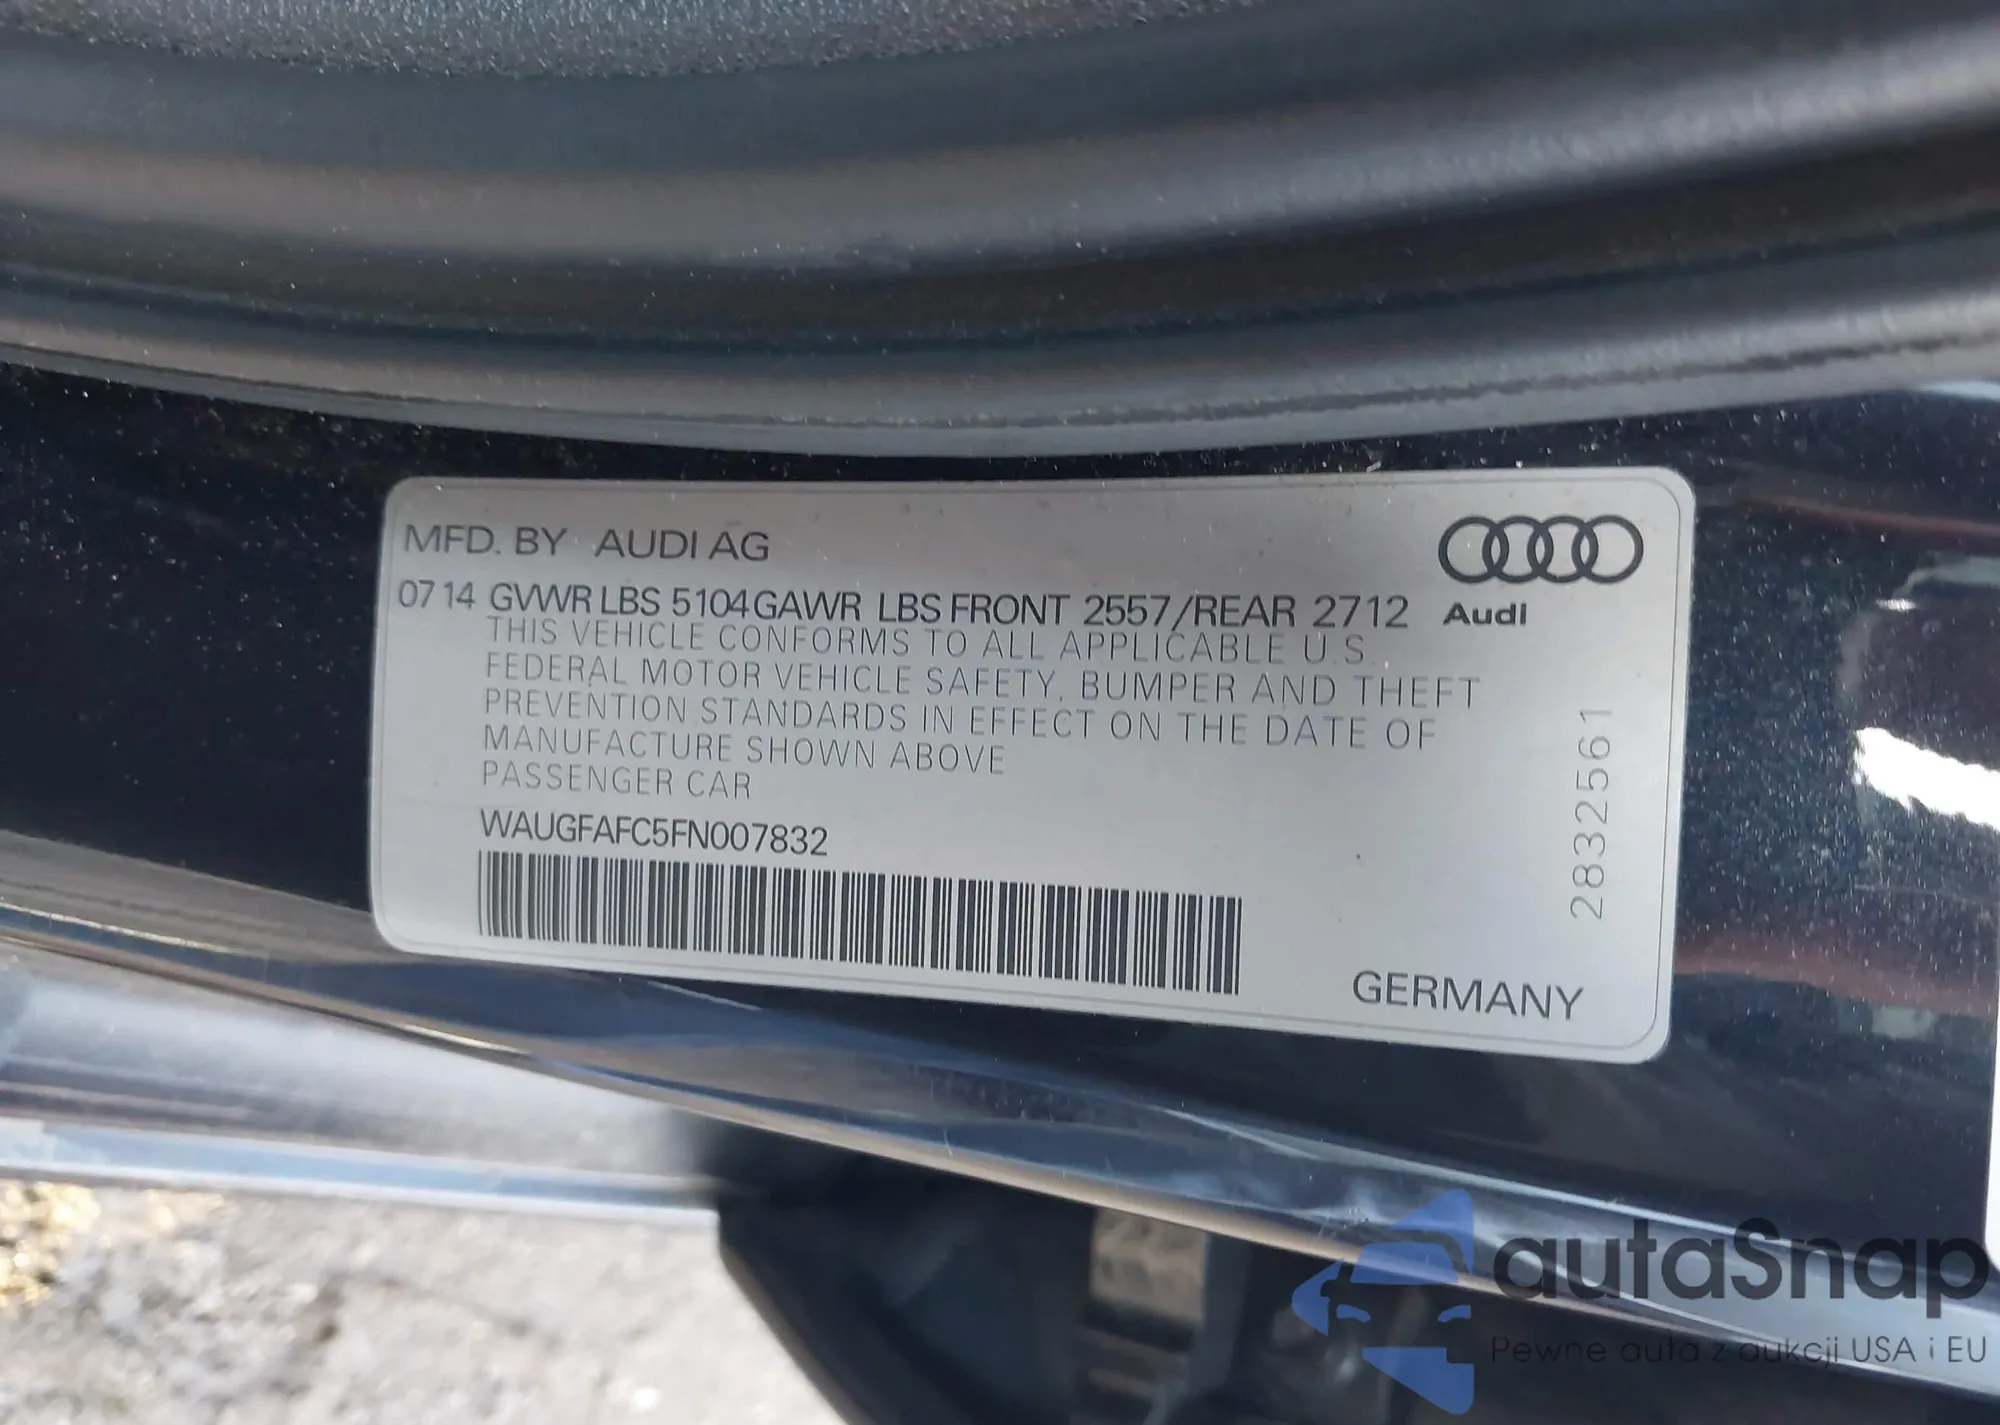 MFD. BY AUDI AG
07 14 GVWR LBS 5104 GAWR LBS FRONT 2557/REAR 2712
Audi
THIS VEHICLE CONFORMS TO ALL APPLICABLE U.S.
FEDERAL MOTOR VEHICLE SAFETY, BUMPER AND THEFT
PREVENTION STANDARDS IN EFFECT ON THE DATE OF
MANUFACTURE SHOWN ABOVE
PASSENGER CAR
WAUGFAFC5FN007832
2832561
GERMANY
autaSnap
Pewne auta z aukcji USA i EU